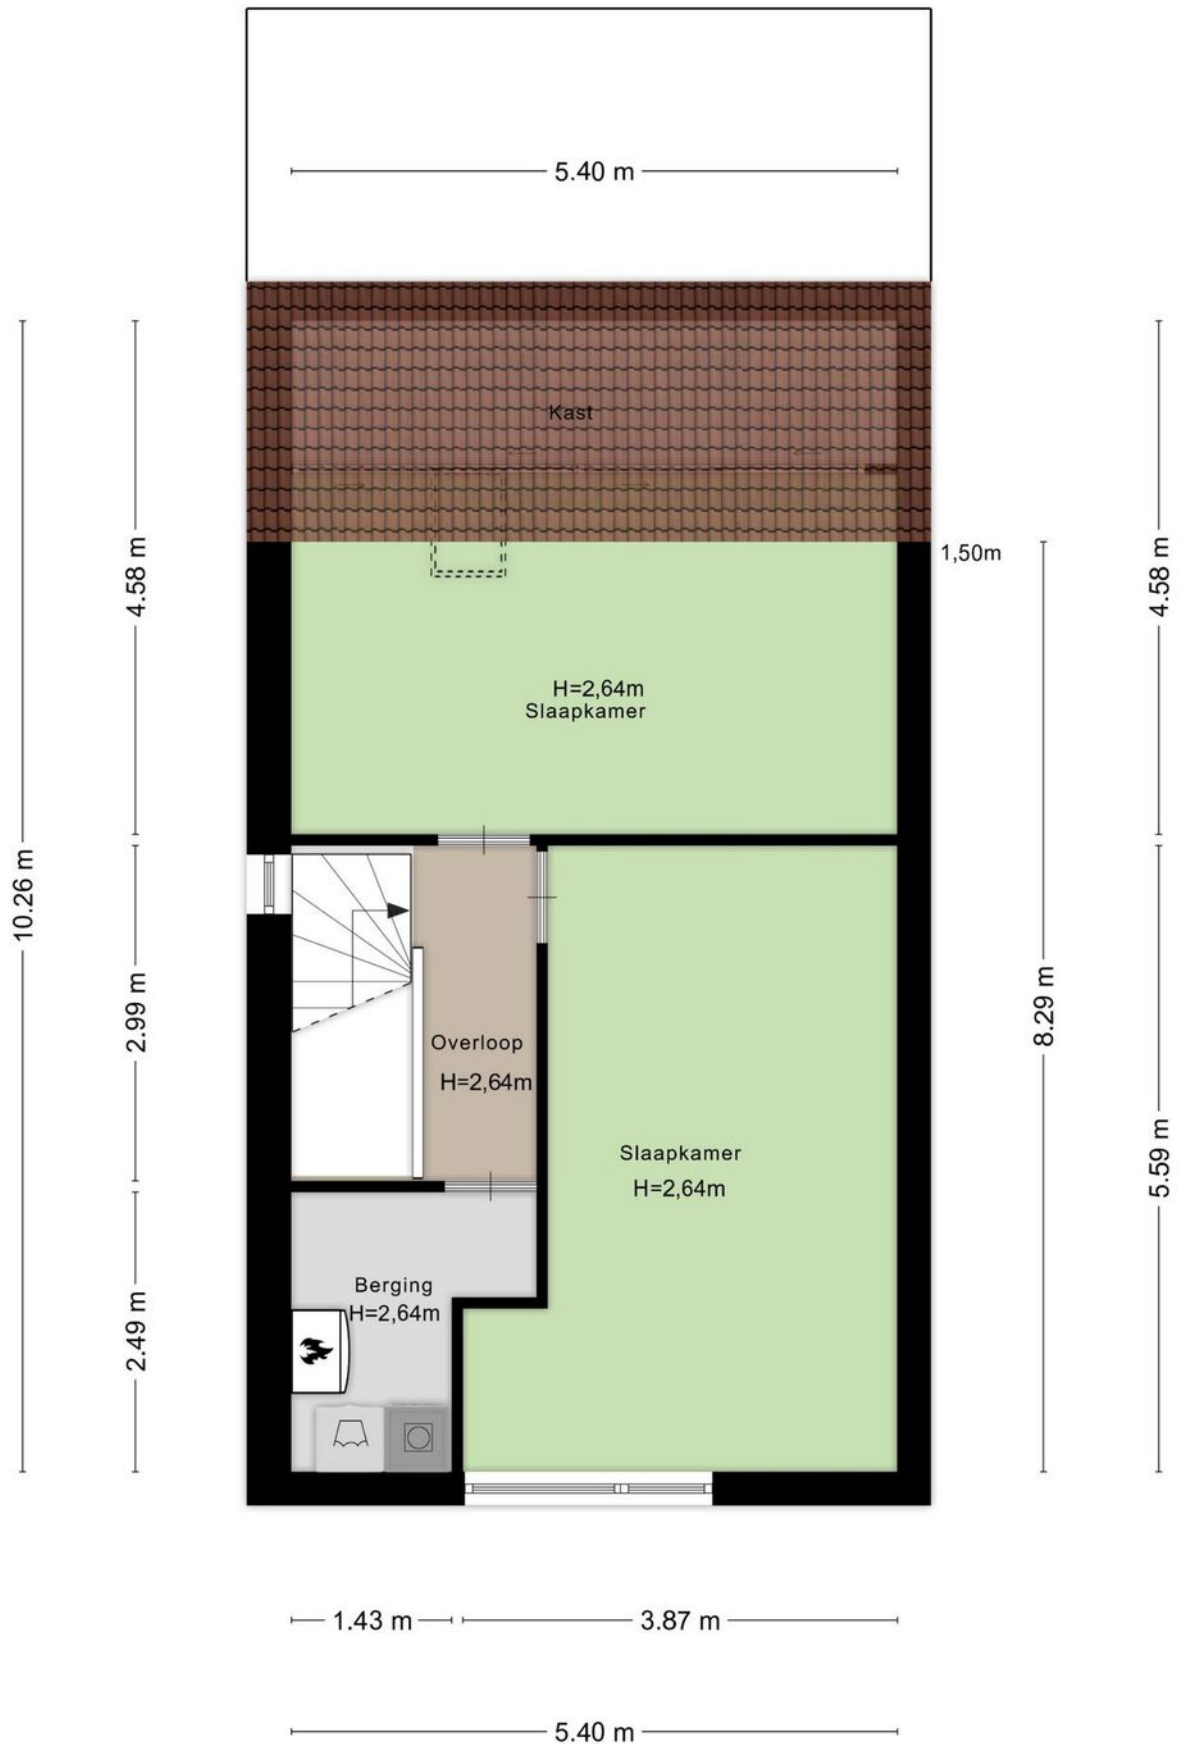 5.40 m
Kast
1,50m
4.58 m
4.58 m
H=2,64m
Slaapkamer
10.26 m
2.99 m
8.29 m
Overloop
H=2,64m
Slaapkamer
H=2,64m
5.59 m
Berging
H=2,64m
2.49 m
1.43 m
3.87 m
5.40 m